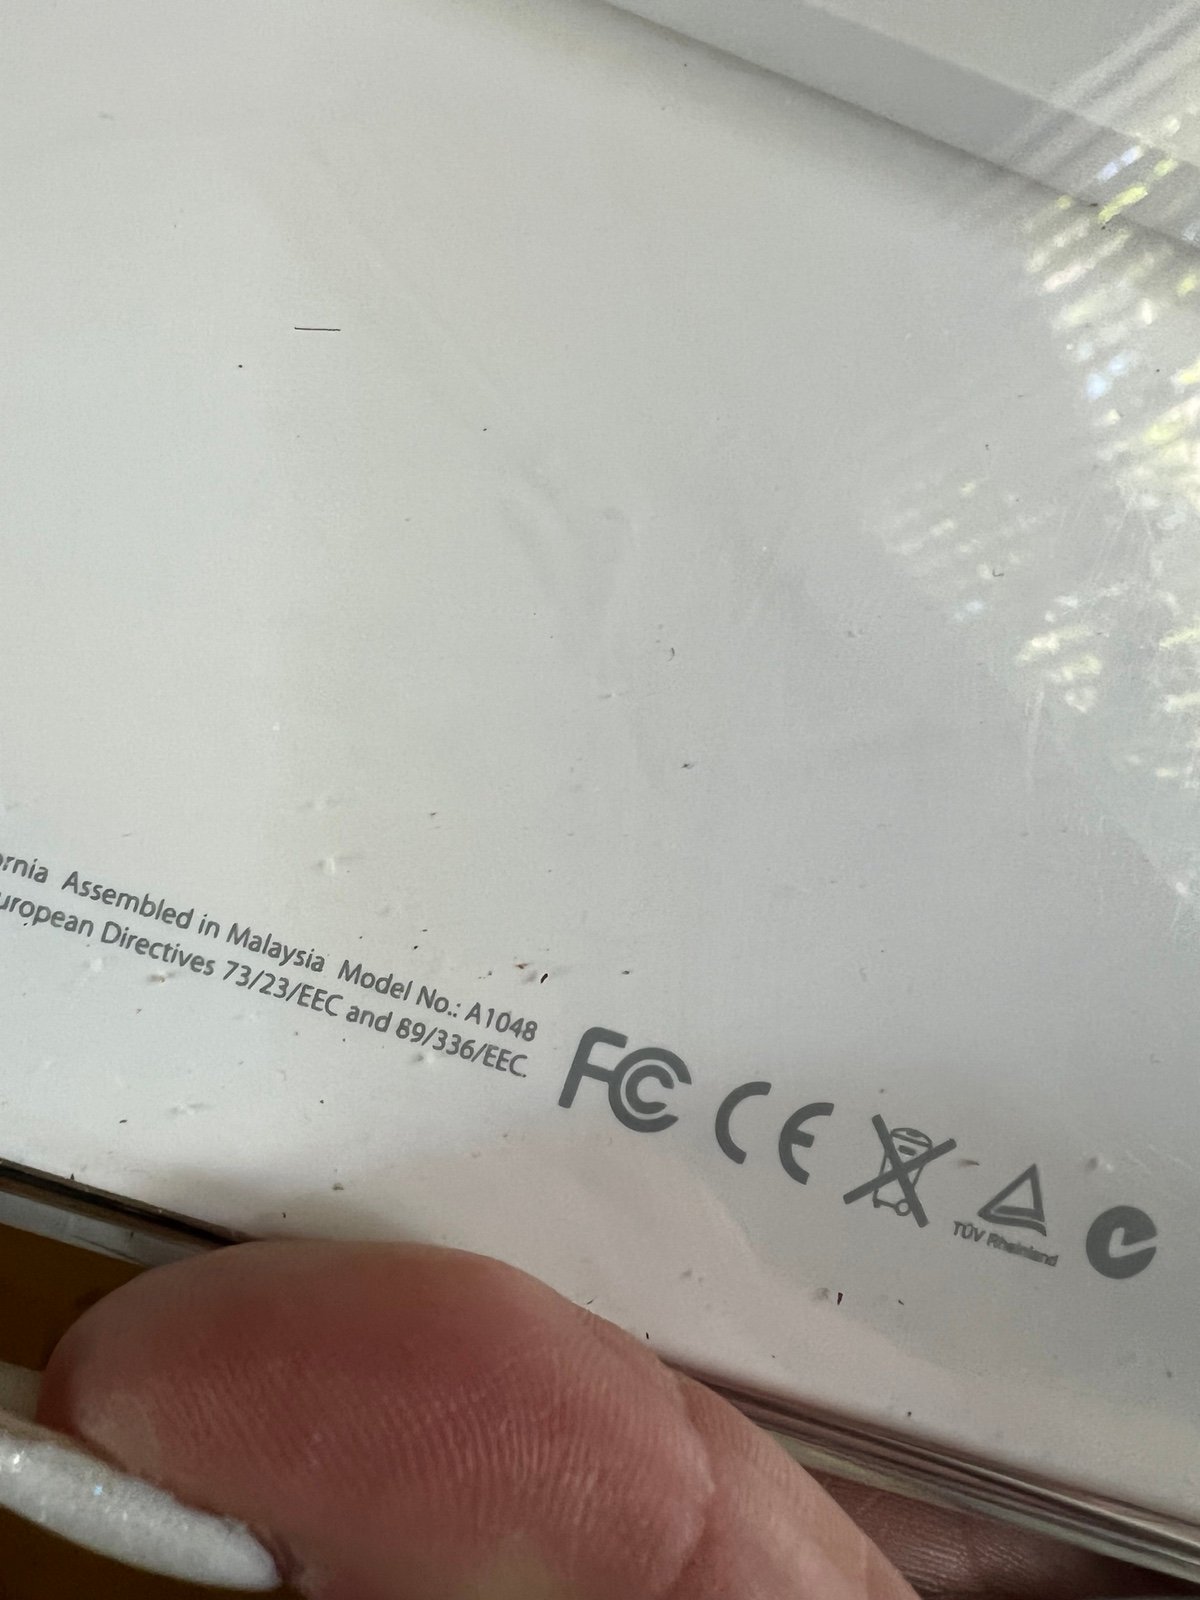 ornia Assembled in Malaysia Model No.: A1048
uropean Directives 73/23/EEC and 89/336/EEC.
FC CE
TÜV Rheinland